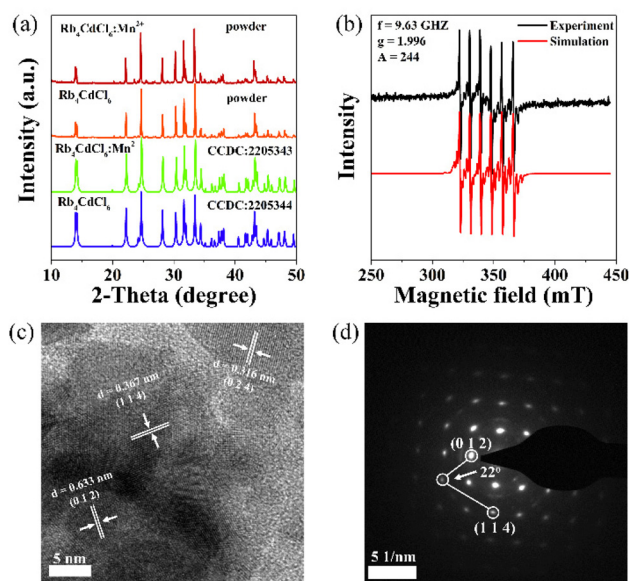 (a)
Rb4CdCl6:Mn2+
powder
Rb4CdCl6
powder
Rb4CdCl6:Mn2
CCDC:2205343
Rb4CdCl6
CCDC:2205344
Intensity (a.u.)
10 20 30 40 50
2-Theta (degree)
(b)
f = 9.63 GHZ
g = 1.996
A = 244
Experiment
Simulation
Intensity
250 300 350 400 450
Magnetic field (mT)
(c)
d = 0.316 nm
(0 2 4)
d = 0.367 nm
(1 1 4)
d = 0.633 nm
(0 1 2)
5 nm
(d)
(0 1 2)
22°
(1 1 4)
5 1/nm